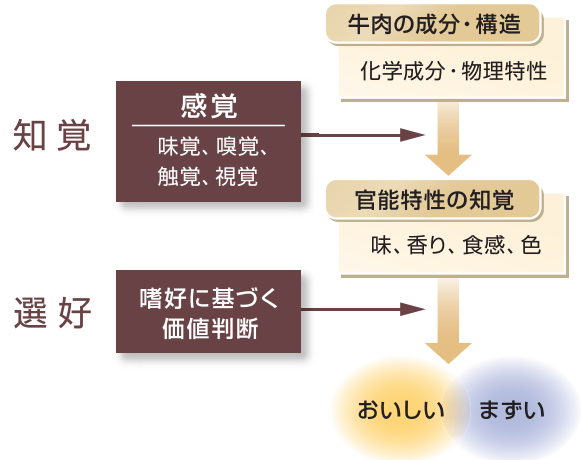 牛肉の成分・構造
化学成分・物理特性
知覚
感覚
味覚、嗅覚、
触覚、視覚
官能特性の知覚
味、香り、食感、色
選好
嗜好に基づく
価値判断
おいしい
まずい